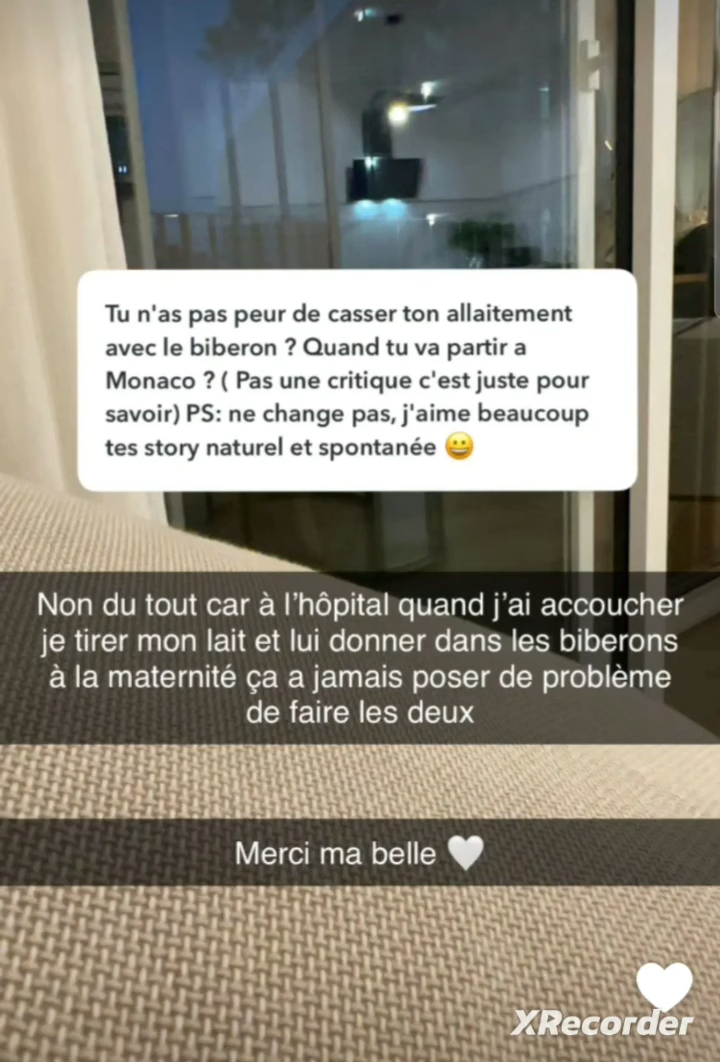 Tu n'as pas peur de casser ton allaitement
avec le biberon ? Quand tu va partir a
Monaco ? ( Pas une critique c'est juste pour
savoir) PS: ne change pas, j'aime beaucoup
tes story naturel et spontanée 😀
Non du tout car à l'hôpital quand j'ai accoucher
je tirer mon lait et lui donner dans les biberons
à la maternité ça a jamais poser de problème
de faire les deux
Merci ma belle 🤍
XRecorder